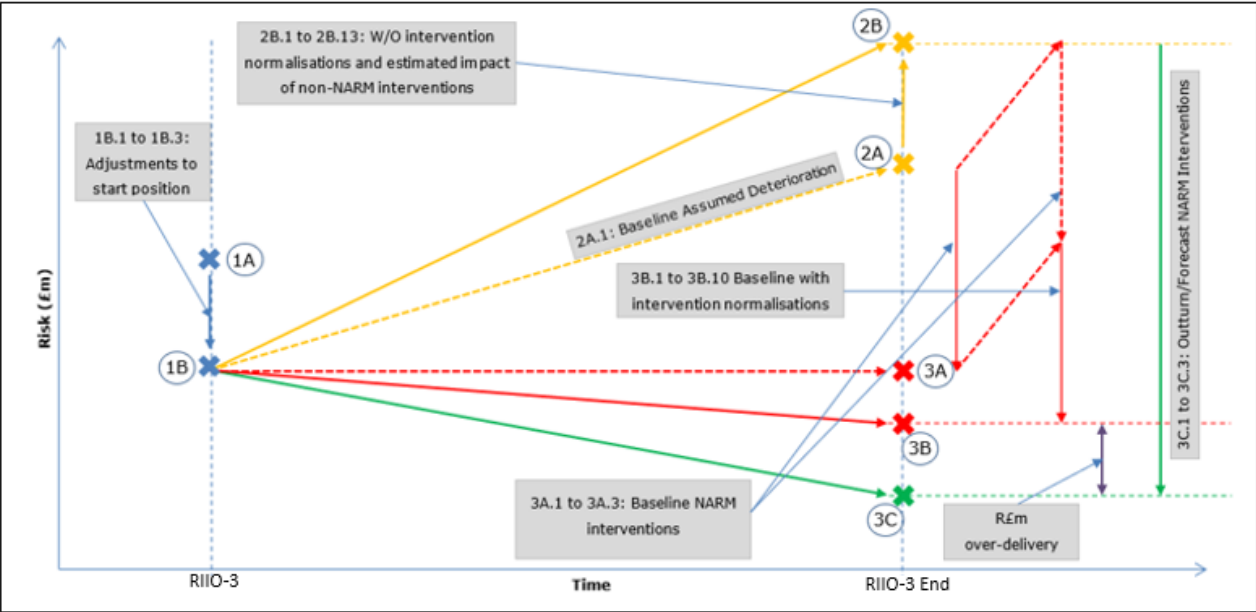 2B
2B.1 to 2B.13: W/O intervention
normalisations and estimated impact
of non-NARM interventions
1B.1 to 1B.3:
Adjustments to
start position
2A
2A.1: Baseline Assumed Deterioration
3C.1 to 3C.3: Outturn/Forecast NARM Interventions
1A
3B.1 to 3B.10 Baseline with
intervention normalisations
Risk (£m)
1B
3A
3B
3A.1 to 3A.3: Baseline NARM
interventions
3C
R£m
over-delivery
RIIO-3
Time
RIIO-3 End